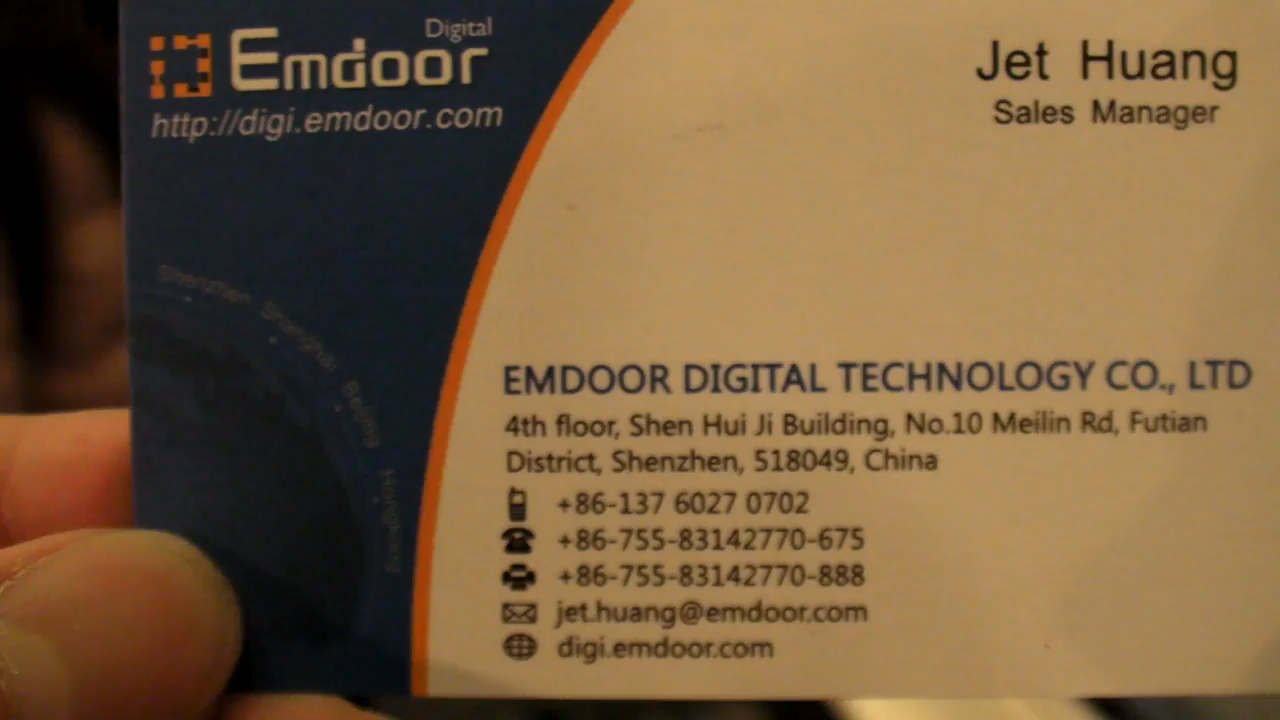 Digital
Emdoor
http://digi.emdoor.com
Jet Huang
Sales Manager
Shenzhen Shanghai
EMDOOR DIGITAL TECHNOLOGY CO., LTD
4th floor, Shen Hui Ji Building, No.10 Meilin Rd, Futian
District, Shenzhen, 518049, China
+86-137 6027 0702
+86-755-83142770-675
+86-755-83142770-888
jet.huang@emdoor.com
digi.emdoor.com